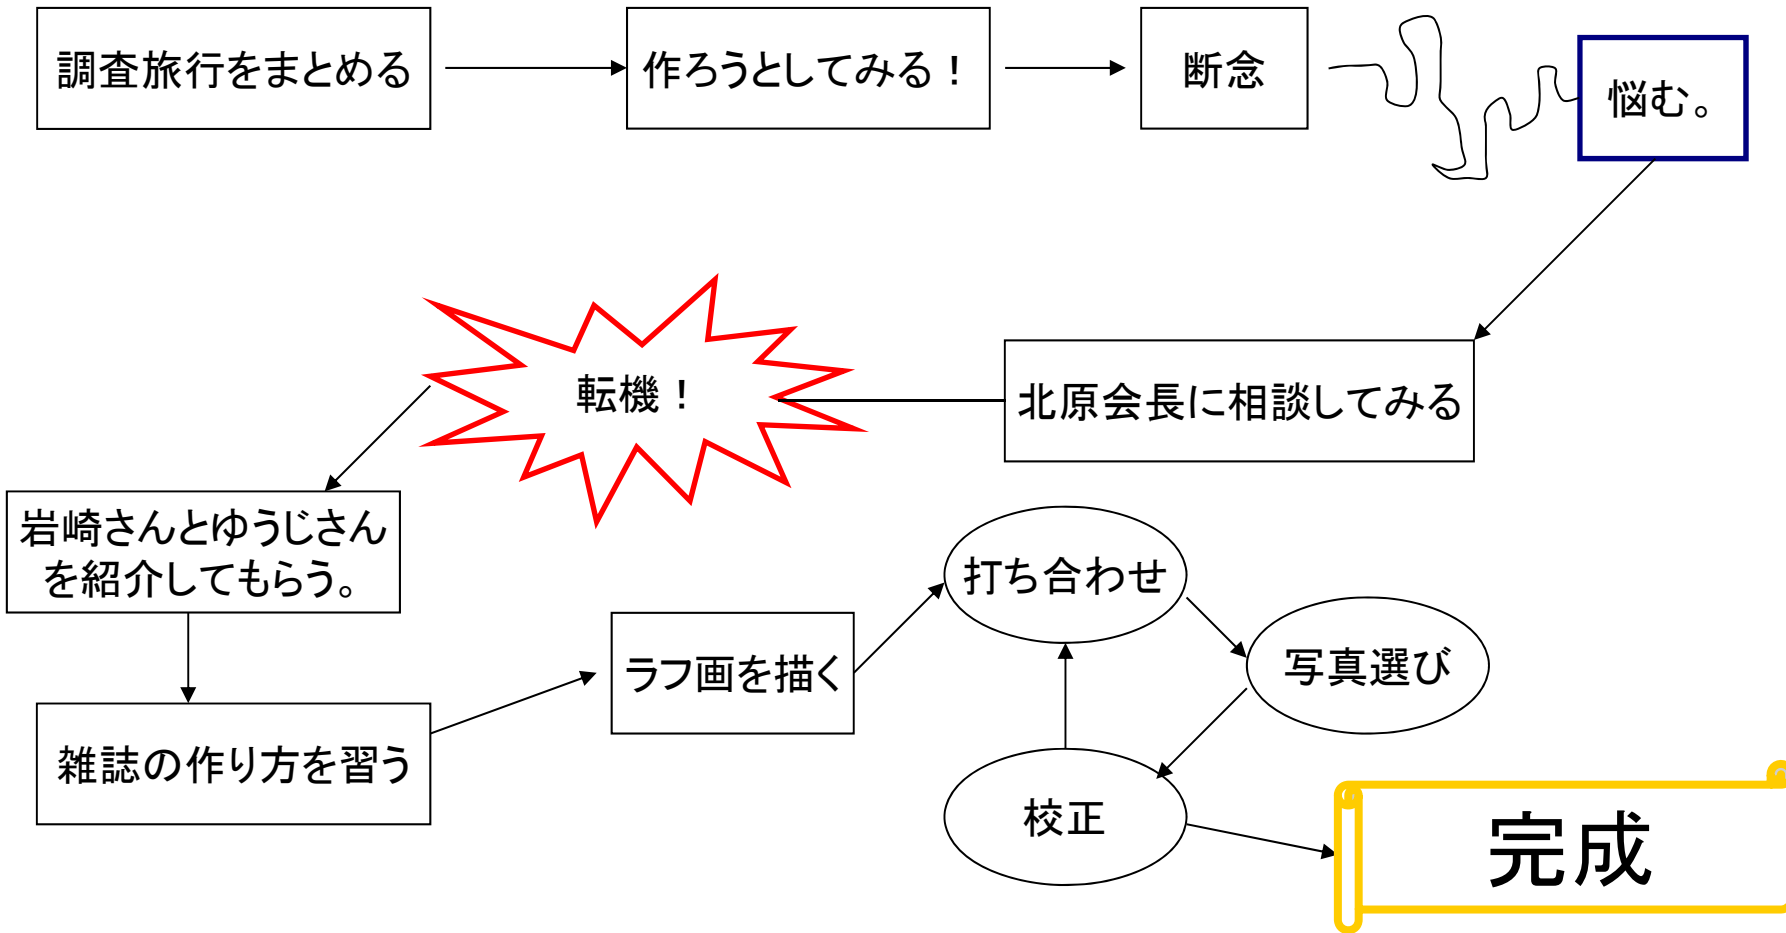 調査旅行をまとめる
作ろうとしてみる！
断念
悩む。
北原会長に相談してみる
転機！
岩崎さんとゆうじさん
を紹介してもらう。
雑誌の作り方を習う
ラフ画を描く
打ち合わせ
写真選び
校正
完成